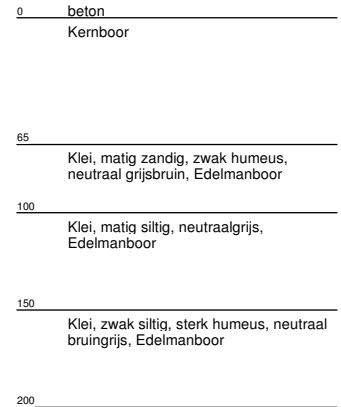 0 beton
Kernboor
65
Klei, matig zandig, zwak humeus,
neutraal grijsbruin, Edelmanboor
100
Klei, matig siltig, neutraalgrijs,
Edelmanboor
150
Klei, zwak siltig, sterk humeus, neutraal
bruingrijs, Edelmanboor
200